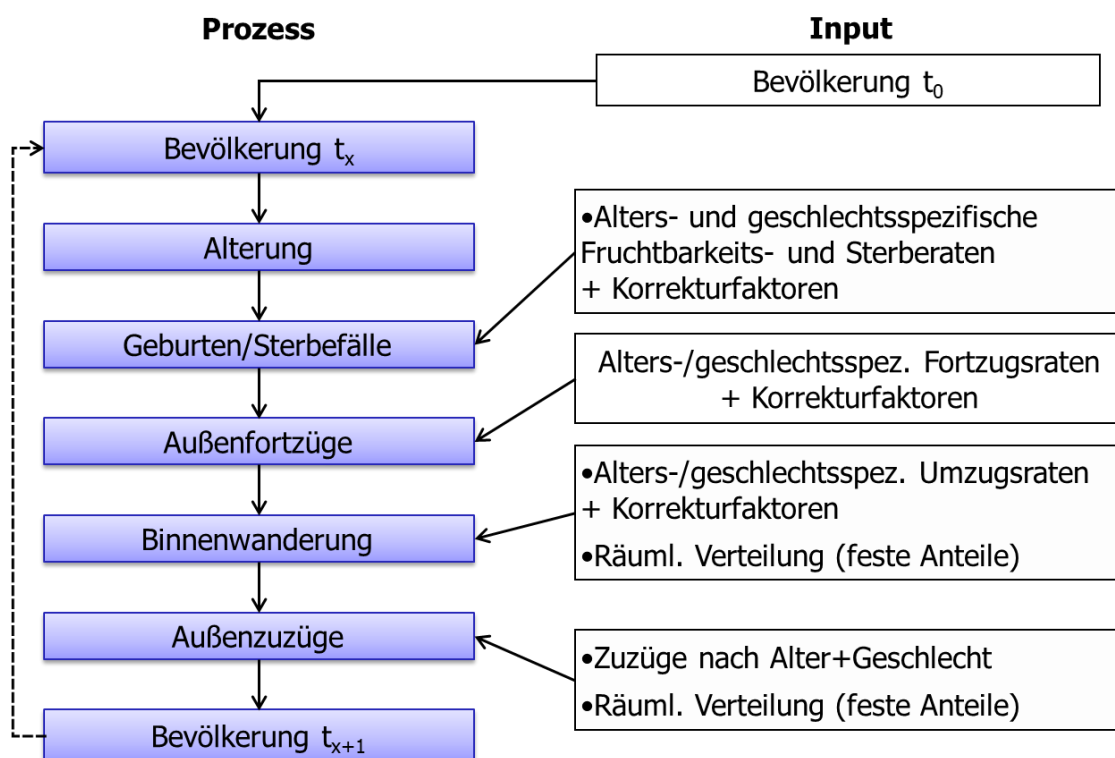 Prozess
Input
Bevölkerung t0
Bevölkerung tx
Alterung
Geburten/Sterbefälle
Außenfortzüge
Binnenwanderung
Außenzuzüge
Bevölkerung tx+1
•Alters- und geschlechtsspezifische
Fruchtbarkeits- und Sterberaten
+ Korrekturfaktoren
Alters-/geschlechtsspez. Fortzugsraten
+ Korrekturfaktoren
•Alters-/geschlechtsspez. Umzugsraten
+ Korrekturfaktoren
•Räuml. Verteilung (feste Anteile)
•Zuzüge nach Alter+Geschlecht
•Räuml. Verteilung (feste Anteile)